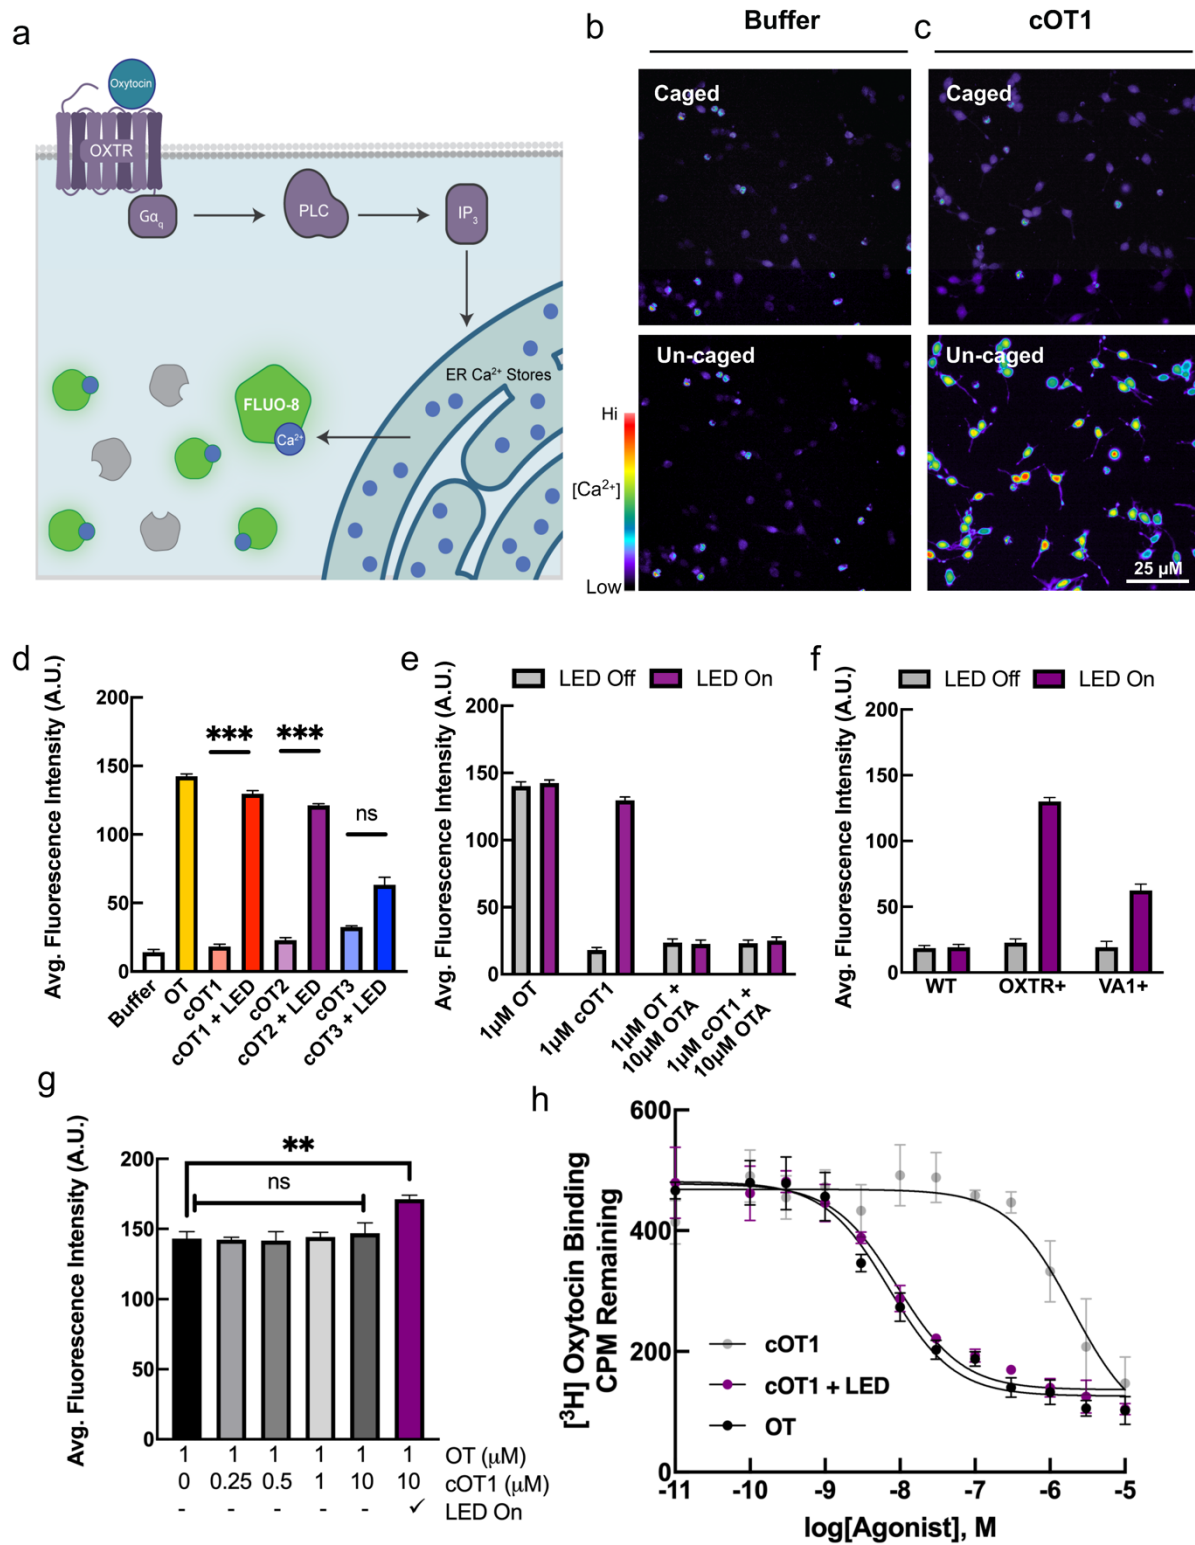 a
Oxytocin
OXTR
Gαq
PLC
IP3
ER Ca²⁺ Stores
FLUO-8
Ca²⁺
b
Buffer
c
cOT1
Caged
Caged
Un-caged
Un-caged
Hi
[Ca²⁺]
Low
25 µM
d
Avg. Fluorescence Intensity (A.U.)
200
150
100
50
0
***
***
ns
Buffer
OT
cOT1
cOT1 + LED
cOT2
cOT2 + LED
cOT3
cOT3 + LED
e
LED Off
LED On
Avg. Fluorescence Intensity (A.U.)
200
150
100
50
0
1µM OT
1µM cOT1
1µM OT +
10µM OTA
1µM cOT1 +
10µM OTA
f
LED Off
LED On
Avg. Fluorescence Intensity (A.U.)
200
150
100
50
0
WT
OXTR+
VA1+
g
Avg. Fluorescence Intensity (A.U.)
200
150
100
50
0
**
ns
1 1 1 1 1 1 OT (µM)
0 0.25 0.5 1 10 10 cOT1 (µM)
- - - - - ✓ LED On
h
[³H] Oxytocin Binding
CPM Remaining
600
400
200
0
cOT1
cOT1 + LED
OT
-11 -10 -9 -8 -7 -6 -5
log[Agonist], M